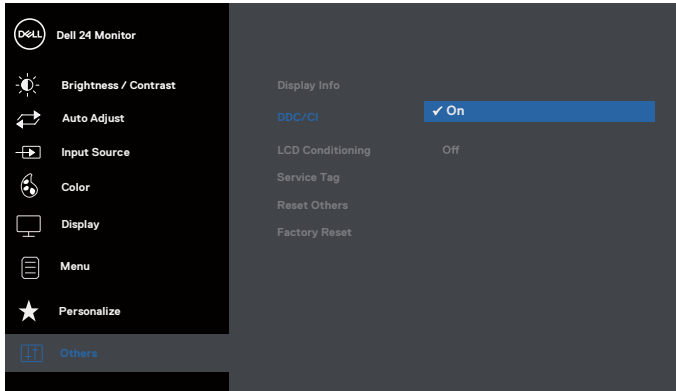 DELL Dell 24 Monitor
Brightness / Contrast
Auto Adjust
Input Source
Color
Display
Menu
Personalize
Others
Display Info
DDC/CI
✓ On
LCD Conditioning
Off
Service Tag
Reset Others
Factory Reset